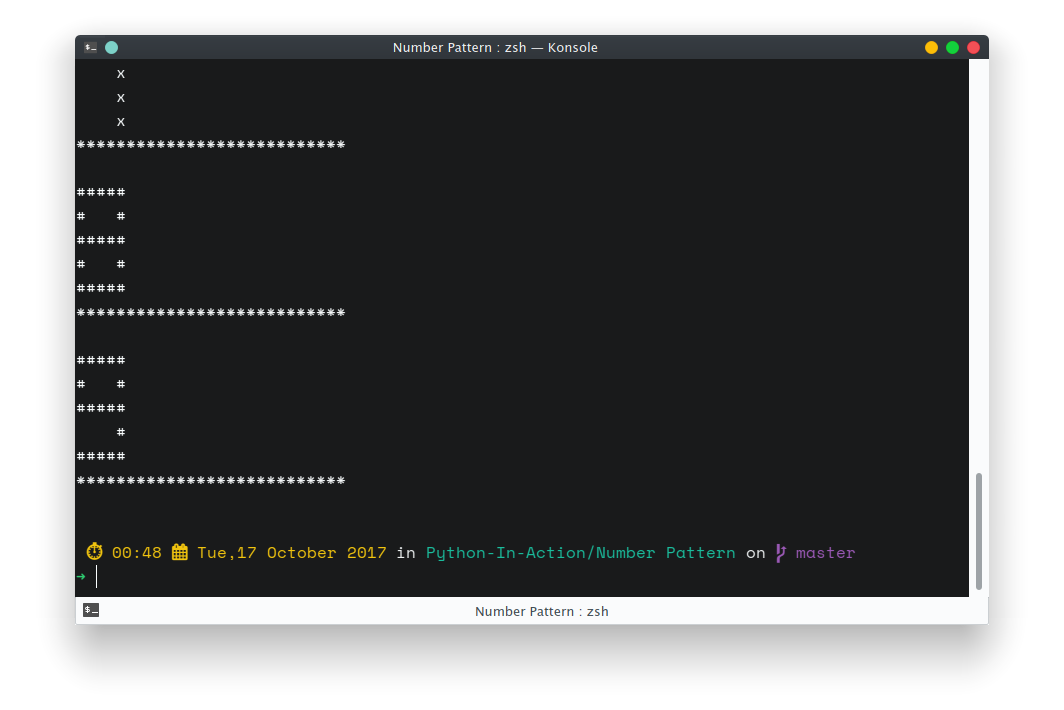 $_
Number Pattern : zsh — Konsole
    x
    x
    x
***************************
#####
#   #
#####
#   #
#####
***************************
#####
#   #
#####
    #
#####
***************************
00:48 Tue,17 October 2017 in Python-In-Action/Number Pattern on master
➜
$_
Number Pattern : zsh